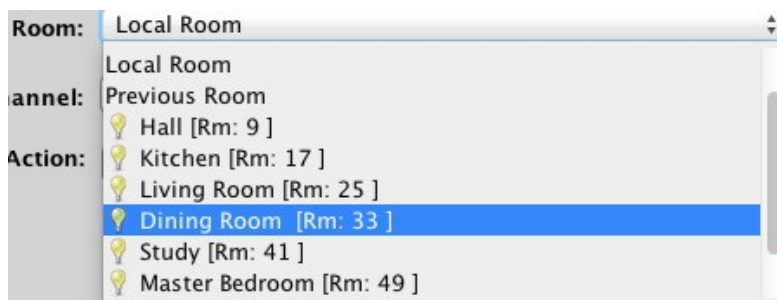 Room: Local Room
Local Room
annel: Previous Room
Hall [Rm: 9 ]
Action: Kitchen [Rm: 17 ]
Living Room [Rm: 25 ]
Dining Room  [Rm: 33 ]
Study [Rm: 41 ]
Master Bedroom [Rm: 49 ]